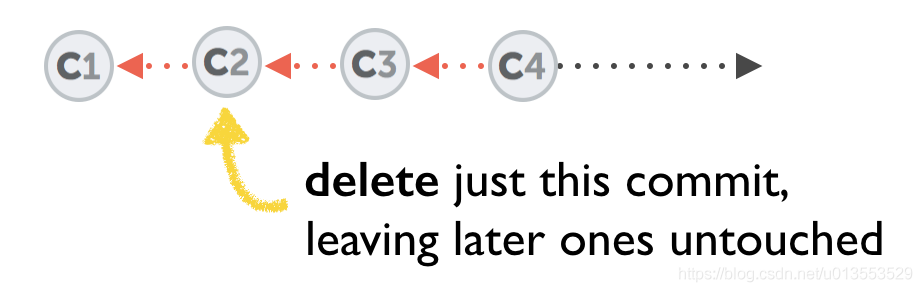 C1 C2 C3 C4
delete just this commit,
leaving later ones untouched
https://blog.csdn.net/u013553529